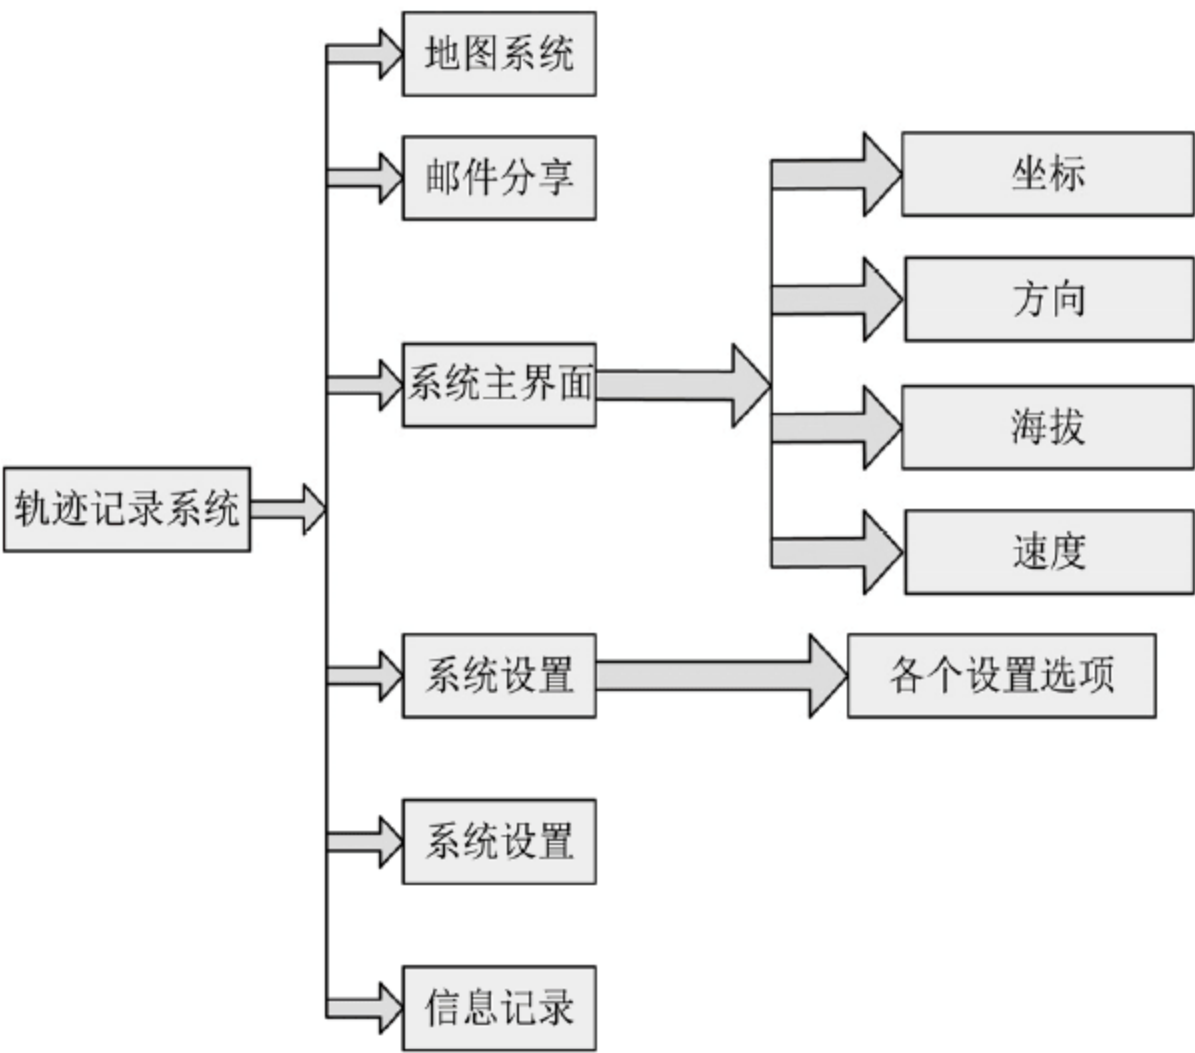 地图系统
邮件分享
坐标
方向
系统主界面
海拔
轨迹记录系统
速度
系统设置
各个设置选项
系统设置
信息记录